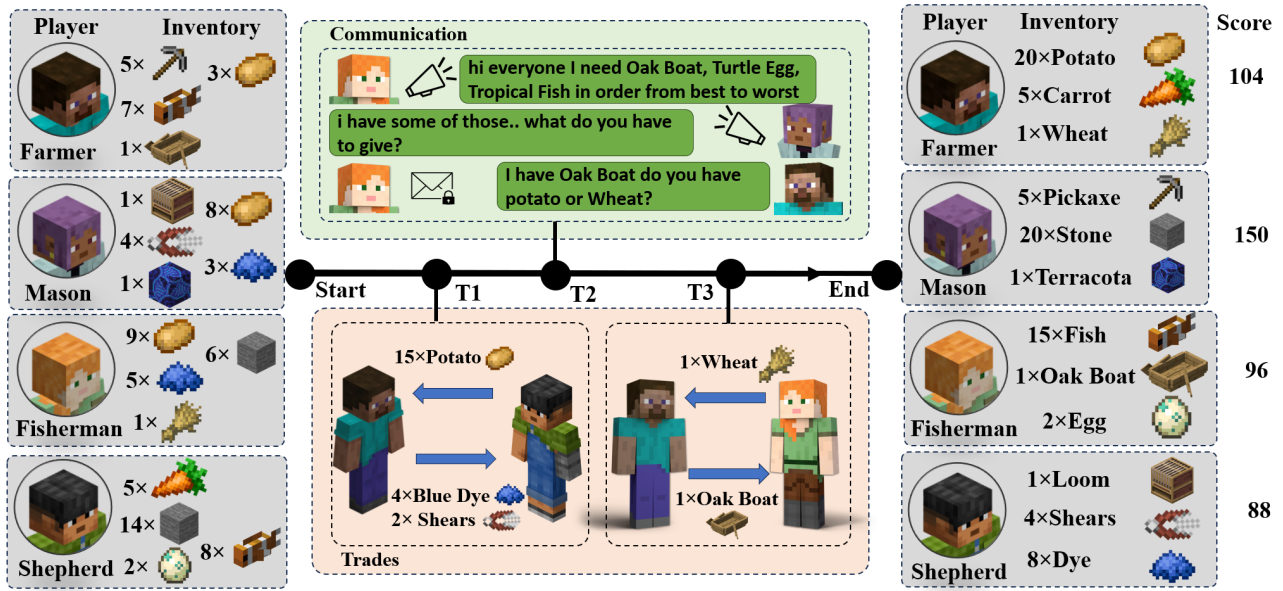 Player
Inventory
5×
3×
7×
1×
Farmer
1×
8×
4×
3×
1×
Mason
9×
6×
5×
1×
Fisherman
5×
14×
8×
2×
Shepherd
Communication
hi everyone I need Oak Boat, Turtle Egg,
Tropical Fish in order from best to worst
i have some of those.. what do you have
to give?
I have Oak Boat do you have
potato or Wheat?
Start
T1
T2
T3
End
15×Potato
4×Blue Dye
2× Shears
1×Wheat
1×Oak Boat
Trades
Player
Inventory
Score
20×Potato
5×Carrot
1×Wheat
Farmer
104
5×Pickaxe
20×Stone
1×Terracota
Mason
150
15×Fish
1×Oak Boat
2×Egg
Fisherman
96
1×Loom
4×Shears
8×Dye
Shepherd
88